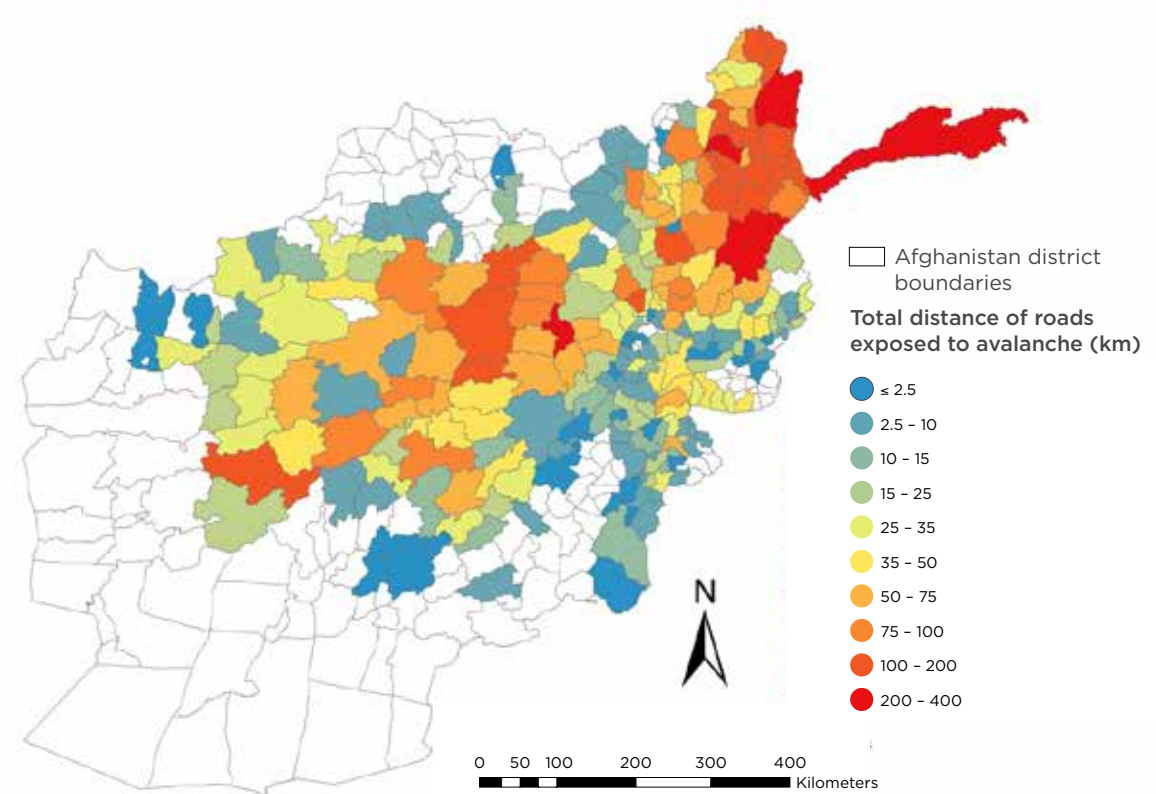 Afghanistan district
boundaries
Total distance of roads
exposed to avalanche (km)
≤ 2.5
2.5 – 10
10 – 15
15 – 25
25 – 35
35 – 50
50 – 75
75 – 100
100 – 200
200 – 400
N
0 50 100 200 300 400
Kilometers